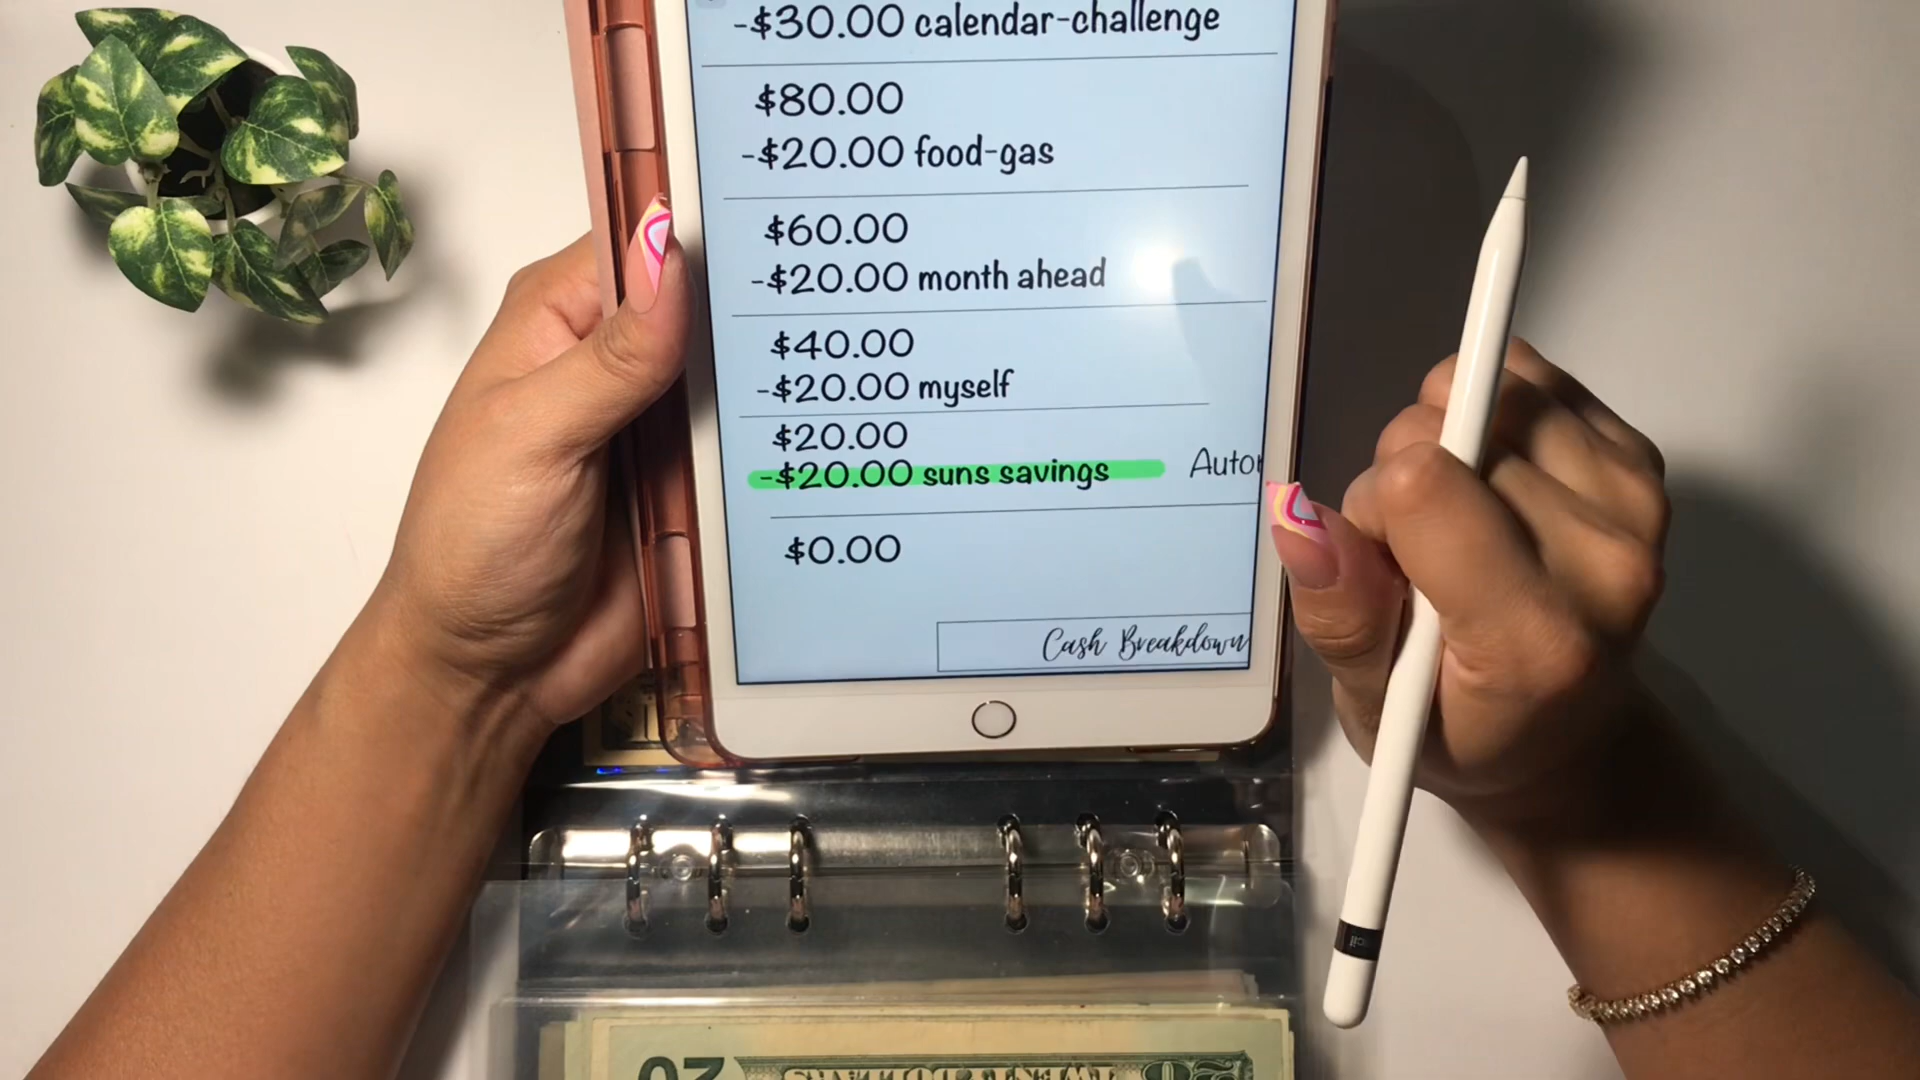 -$30.00 calendar-challenge
$80.00
-$20.00 food-gas
$60.00
-$20.00 month ahead
$40.00
-$20.00 myself
$20.00
-$20.00 suns savings
$0.00
Cash Breakdown
20